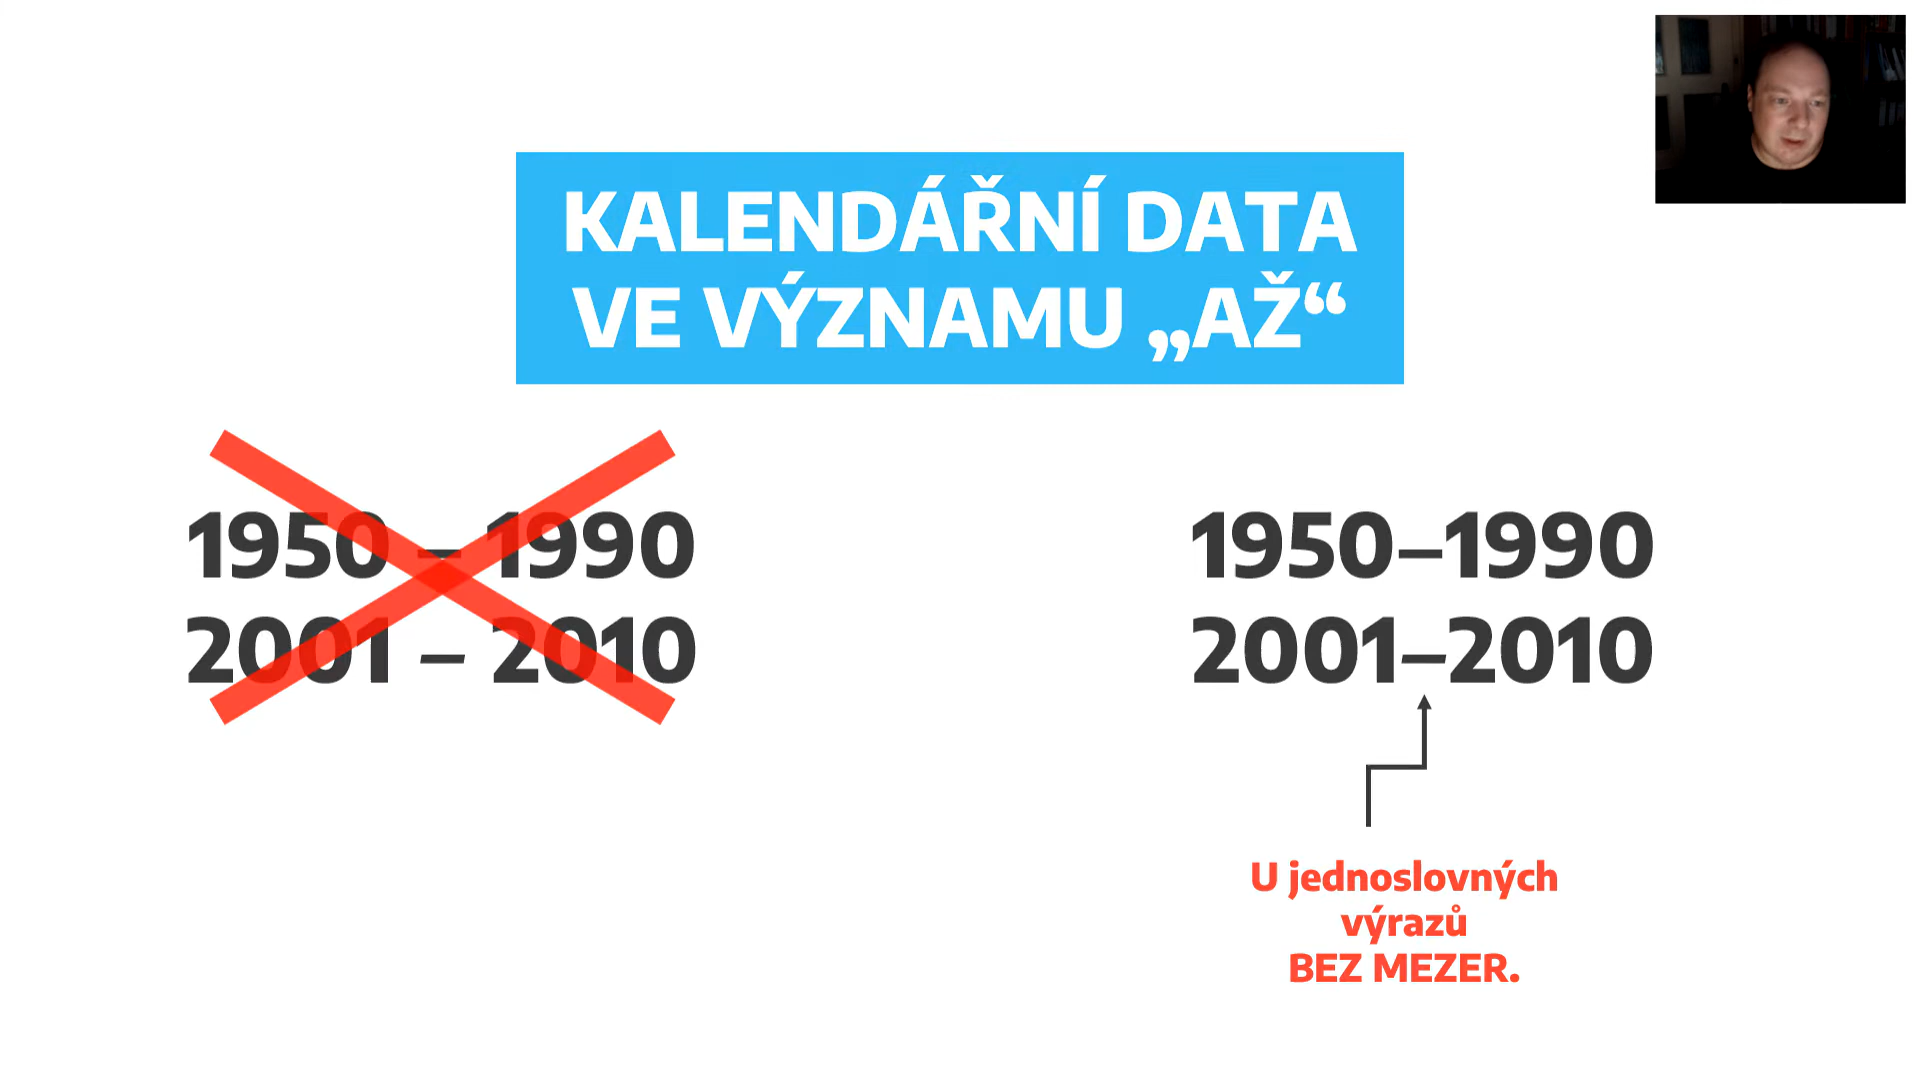 KALENDÁŘNÍ DATA
VE VÝZNAMU „AŽ“
1950 – 1990
2001 – 2010
1950–1990
2001–2010
U jednoslovných
výrazů
BEZ MEZER.